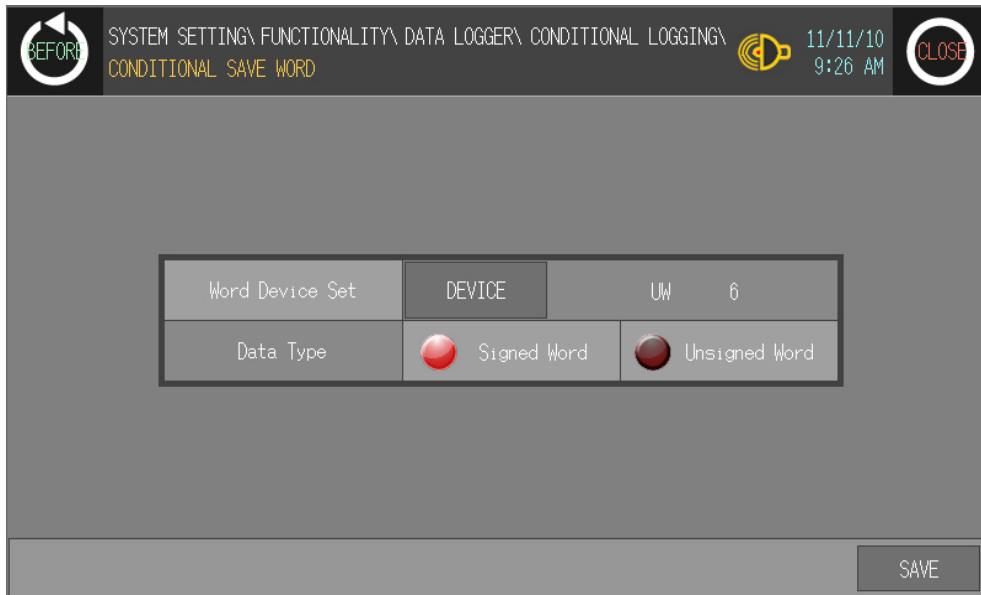 BEFORE
SYSTEM SETTING\ FUNCTIONALITY\ DATA LOGGER\ CONDITIONAL LOGGING\
CONDITIONAL SAVE WORD
11/11/10
9:26 AM
CLOSE
Word Device Set DEVICE UW 6
Data Type Signed Word Unsigned Word
SAVE